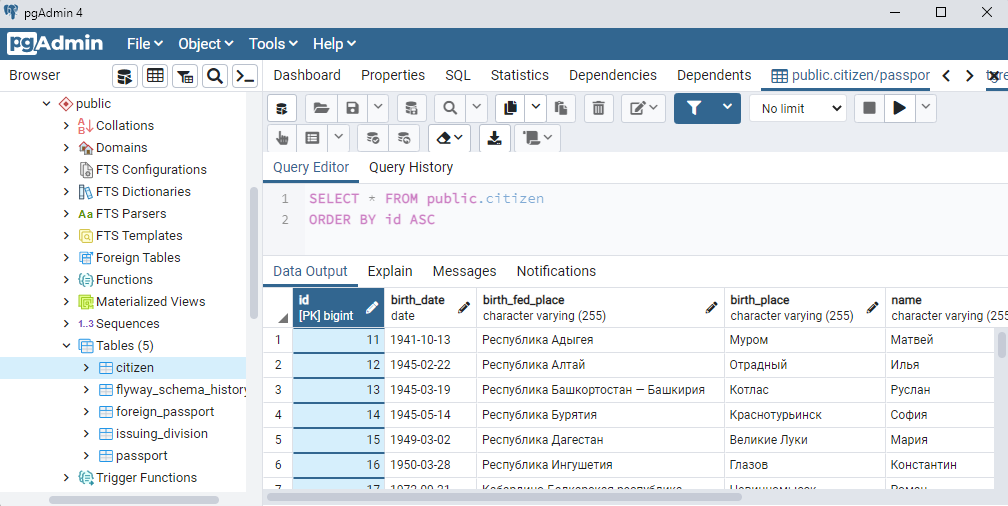 pgAdmin 4
pgAdmin File Object Tools Help
Browser
Dashboard Properties SQL Statistics Dependencies Dependents public.citizen/passpor
public
Collations
Domains
FTS Configurations
FTS Dictionaries
Aa FTS Parsers
FTS Templates
Foreign Tables
Functions
Materialized Views
1..3 Sequences
Tables (5)
citizen
flyway_schema_history
foreign_passport
issuing_division
passport
Trigger Functions
No limit
Query Editor Query History
1 SELECT * FROM public.citizen
2 ORDER BY id ASC
Data Output Explain Messages Notifications
id birth_date birth_fed_place birth_place name
[PK] bigint date character varying (255) character varying (255) character varying (255
1 11 1941-10-13 Республика Адыгея Муром Матвей
2 12 1945-02-22 Республика Алтай Отрадный Илья
3 13 1945-03-19 Республика Башкортостан — Башкирия Котлас Руслан
4 14 1945-05-14 Республика Бурятия Краснотурьинск София
5 15 1949-03-02 Республика Дагестан Великие Луки Мария
6 16 1950-03-28 Республика Ингушетия Глазов Константин
7 17